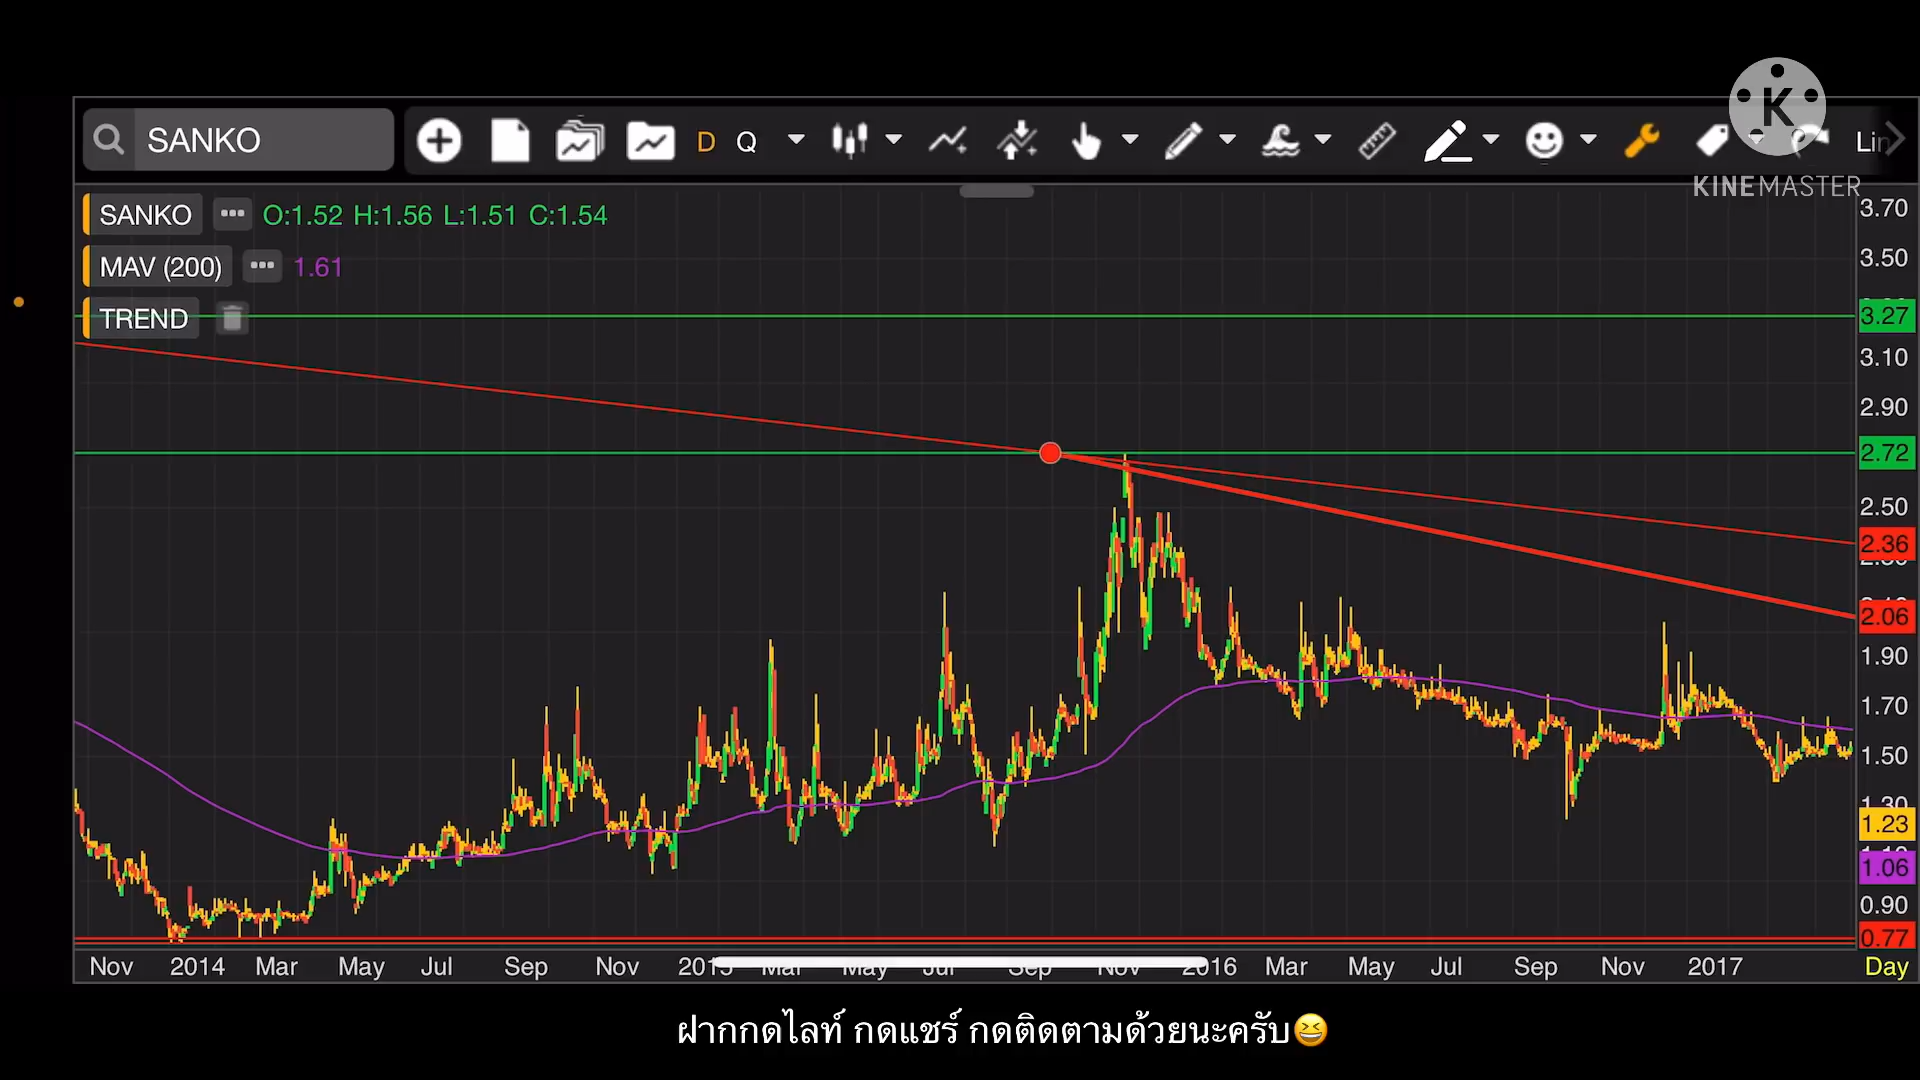 SANKO
D Q
Lin
KINEMASTER
SANKO O:1.52 H:1.56 L:1.51 C:1.54
MAV (200) 1.61
TREND
3.70
3.50
3.27
3.10
2.90
2.72
2.50
2.36
2.06
1.90
1.70
1.50
1.30
1.23
1.06
0.90
0.77
Nov 2014 Mar May Jul Sep Nov 2015 Mar May Jul Sep Nov 2016 Mar May Jul Sep Nov 2017 Day
ฝากกดไลท์ กดแชร์ กดติดตามด้วยนะครับ😆